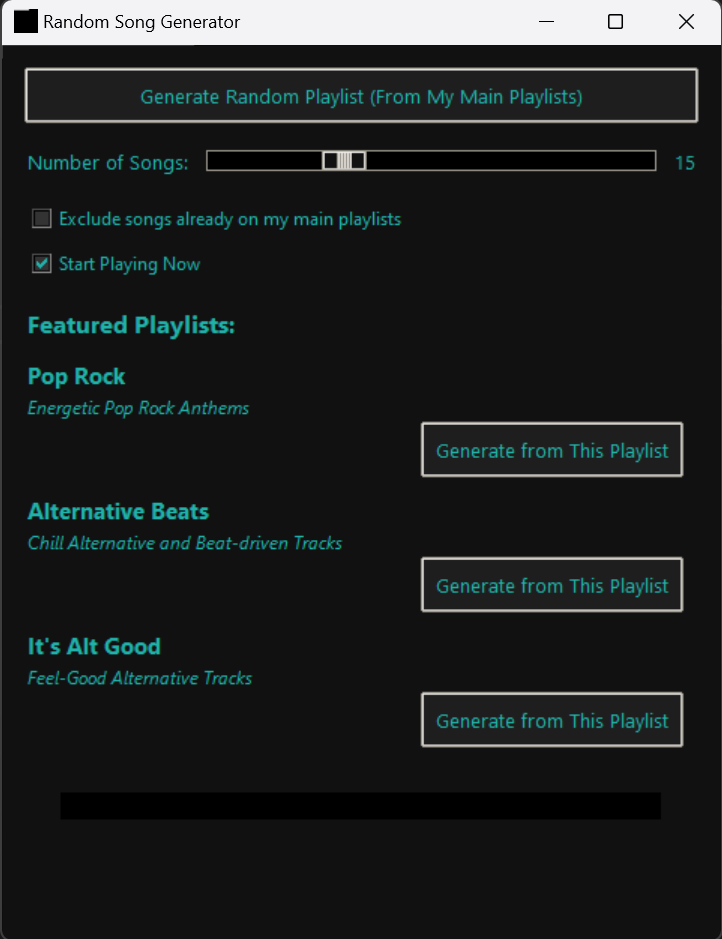 Random Song Generator
Generate Random Playlist (From My Main Playlists)
Number of Songs: 15
Exclude songs already on my main playlists
Start Playing Now
Featured Playlists:
Pop Rock
Energetic Pop Rock Anthems
Generate from This Playlist
Alternative Beats
Chill Alternative and Beat-driven Tracks
Generate from This Playlist
It's Alt Good
Feel-Good Alternative Tracks
Generate from This Playlist